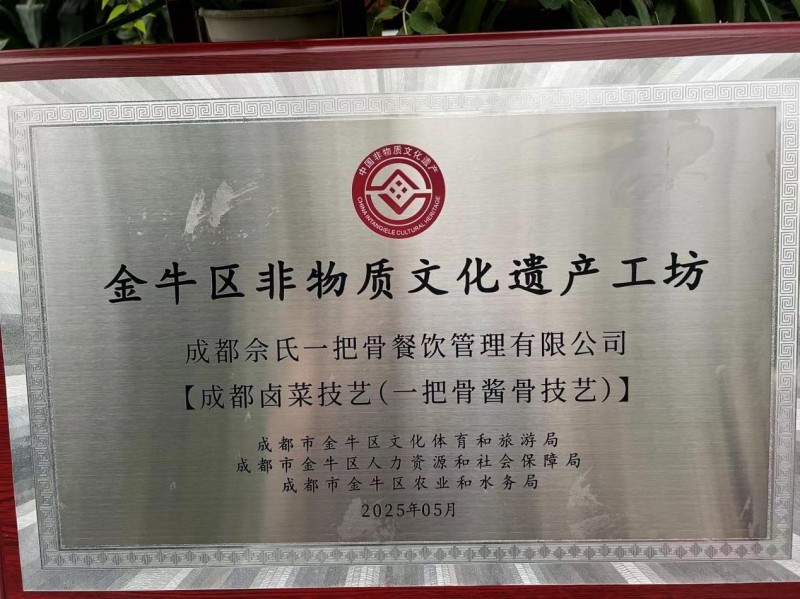 中国非物质文化遗产
CHINA INTANGIELE CULTURAL HERITAGE
金牛区非物质文化遗产工坊
成都佘氏一把骨餐饮管理有限公司
【成都卤菜技艺(一把骨酱骨技艺)】
成都市金牛区文化体育和旅游局
成都市金牛区人力资源和社会保障局
成都市金牛区农业和水务局
2025年05月